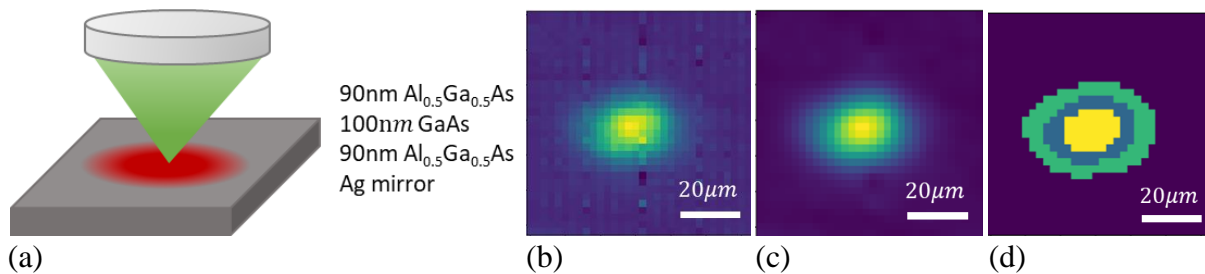 90nm Al₀.₅Ga₀.₅As
100nm GaAs
90nm Al₀.₅Ga₀.₅As
Ag mirror
20μm
20μm
20μm
(a)
(b)
(c)
(d)